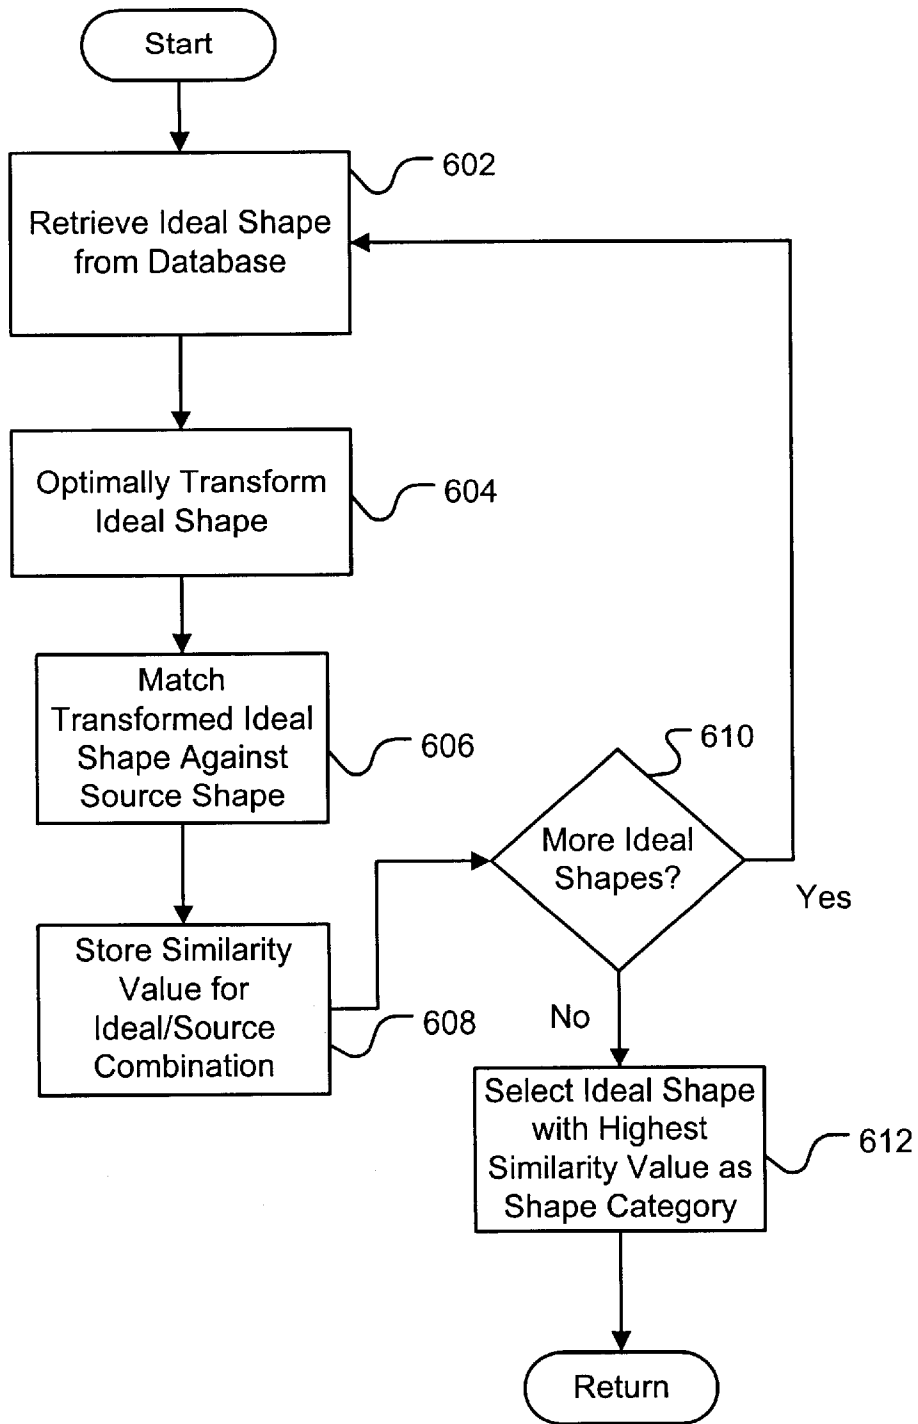 Start
602
Retrieve Ideal Shape
from Database
Optimally Transform
Ideal Shape
604
Match
Transformed Ideal
Shape Against
Source Shape
606
610
More Ideal
Shapes?
Yes
Store Similarity
Value for
Ideal/Source
Combination
608
No
Select Ideal Shape
with Highest
Similarity Value as
Shape Category
612
Return